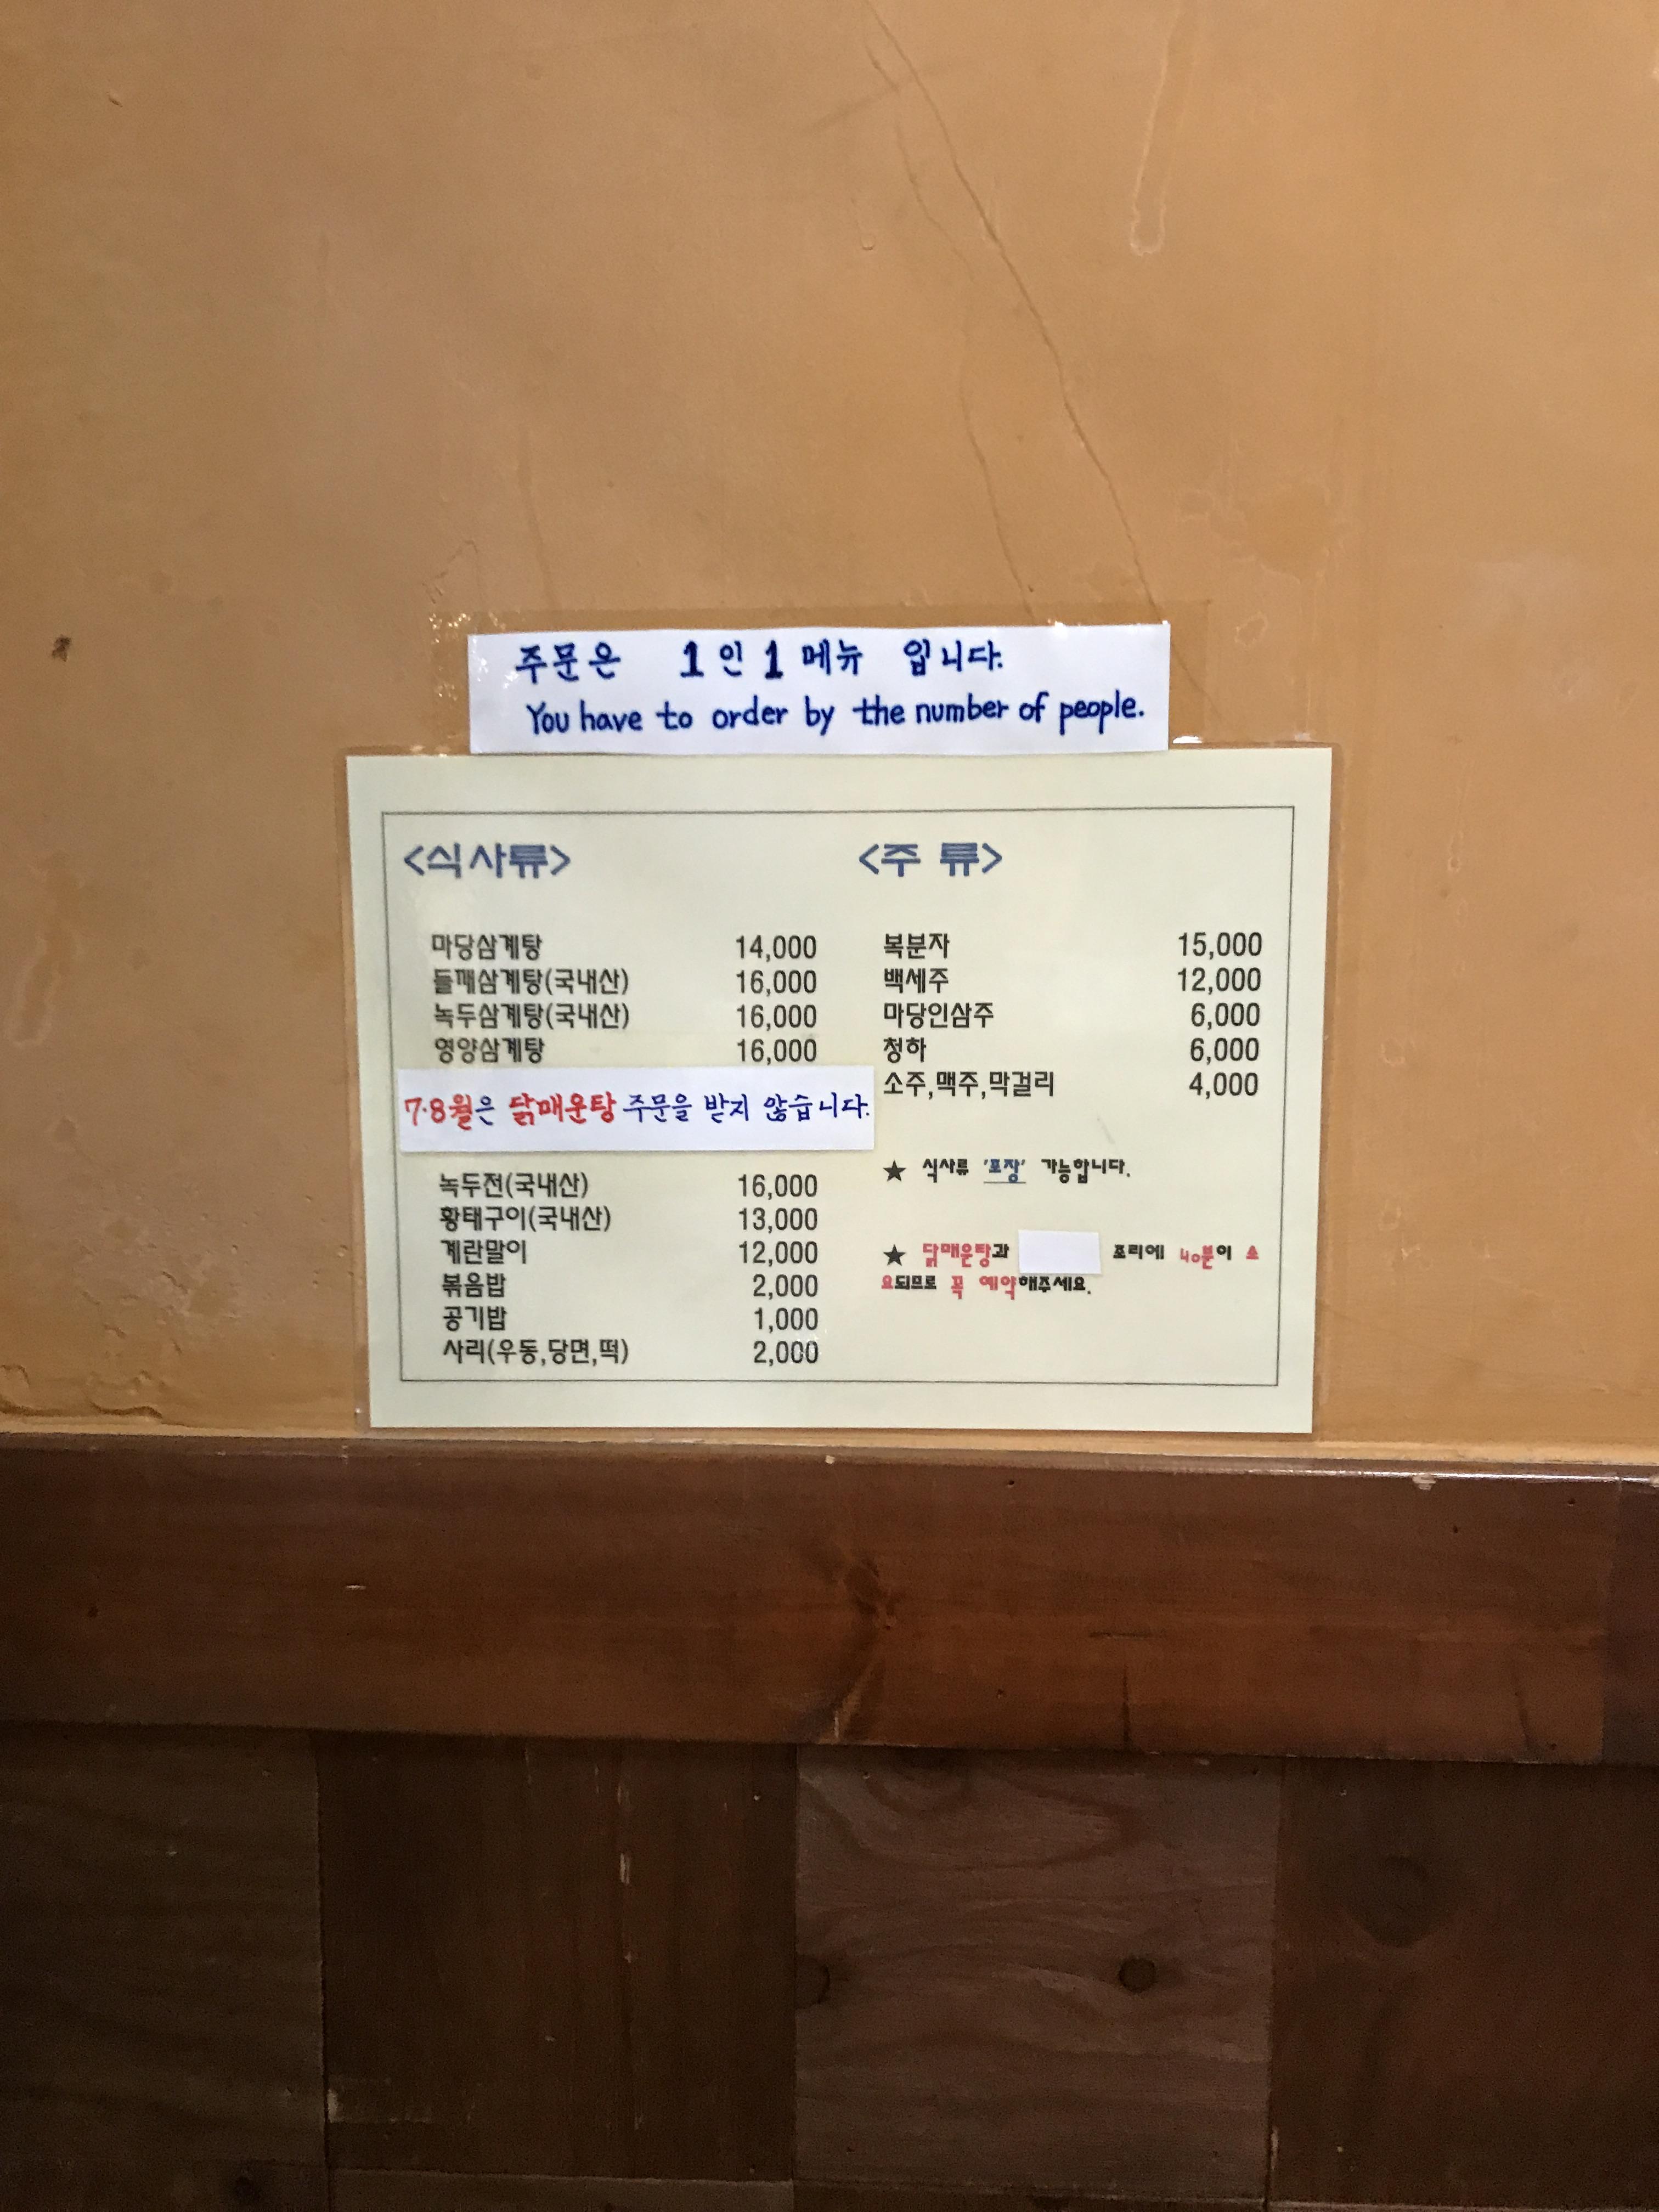 주문은 1인 1메뉴 입니다.
You have to order by the number of people.
<식사류>
마당삼계탕 14,000
들깨삼계탕(국내산) 16,000
녹두삼계탕(국내산) 16,000
영양삼계탕 16,000
7·8월은 닭매운탕 주문을 받지 않습니다.
녹두전(국내산) 16,000
황태구이(국내산) 13,000
계란말이 12,000
볶음밥 2,000
공기밥 1,000
사리(우동,당면,떡) 2,000
<주 류>
복분자 15,000
백세주 12,000
마당인삼주 6,000
청하 6,000
소주,맥주,막걸리 4,000
★ 식사류 '포장' 가능합니다.
★ 닭매운탕과 조리에 40분이 소
요되므로 꼭 예약해주세요.